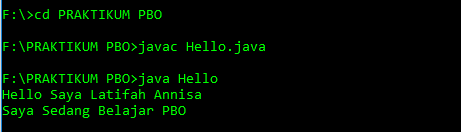 F:\>cd PRAKTIKUM PBO
F:\PRAKTIKUM PBO>javac Hello.java
F:\PRAKTIKUM PBO>java Hello
Hello Saya Latifah Annisa
Saya Sedang Belajar PBO